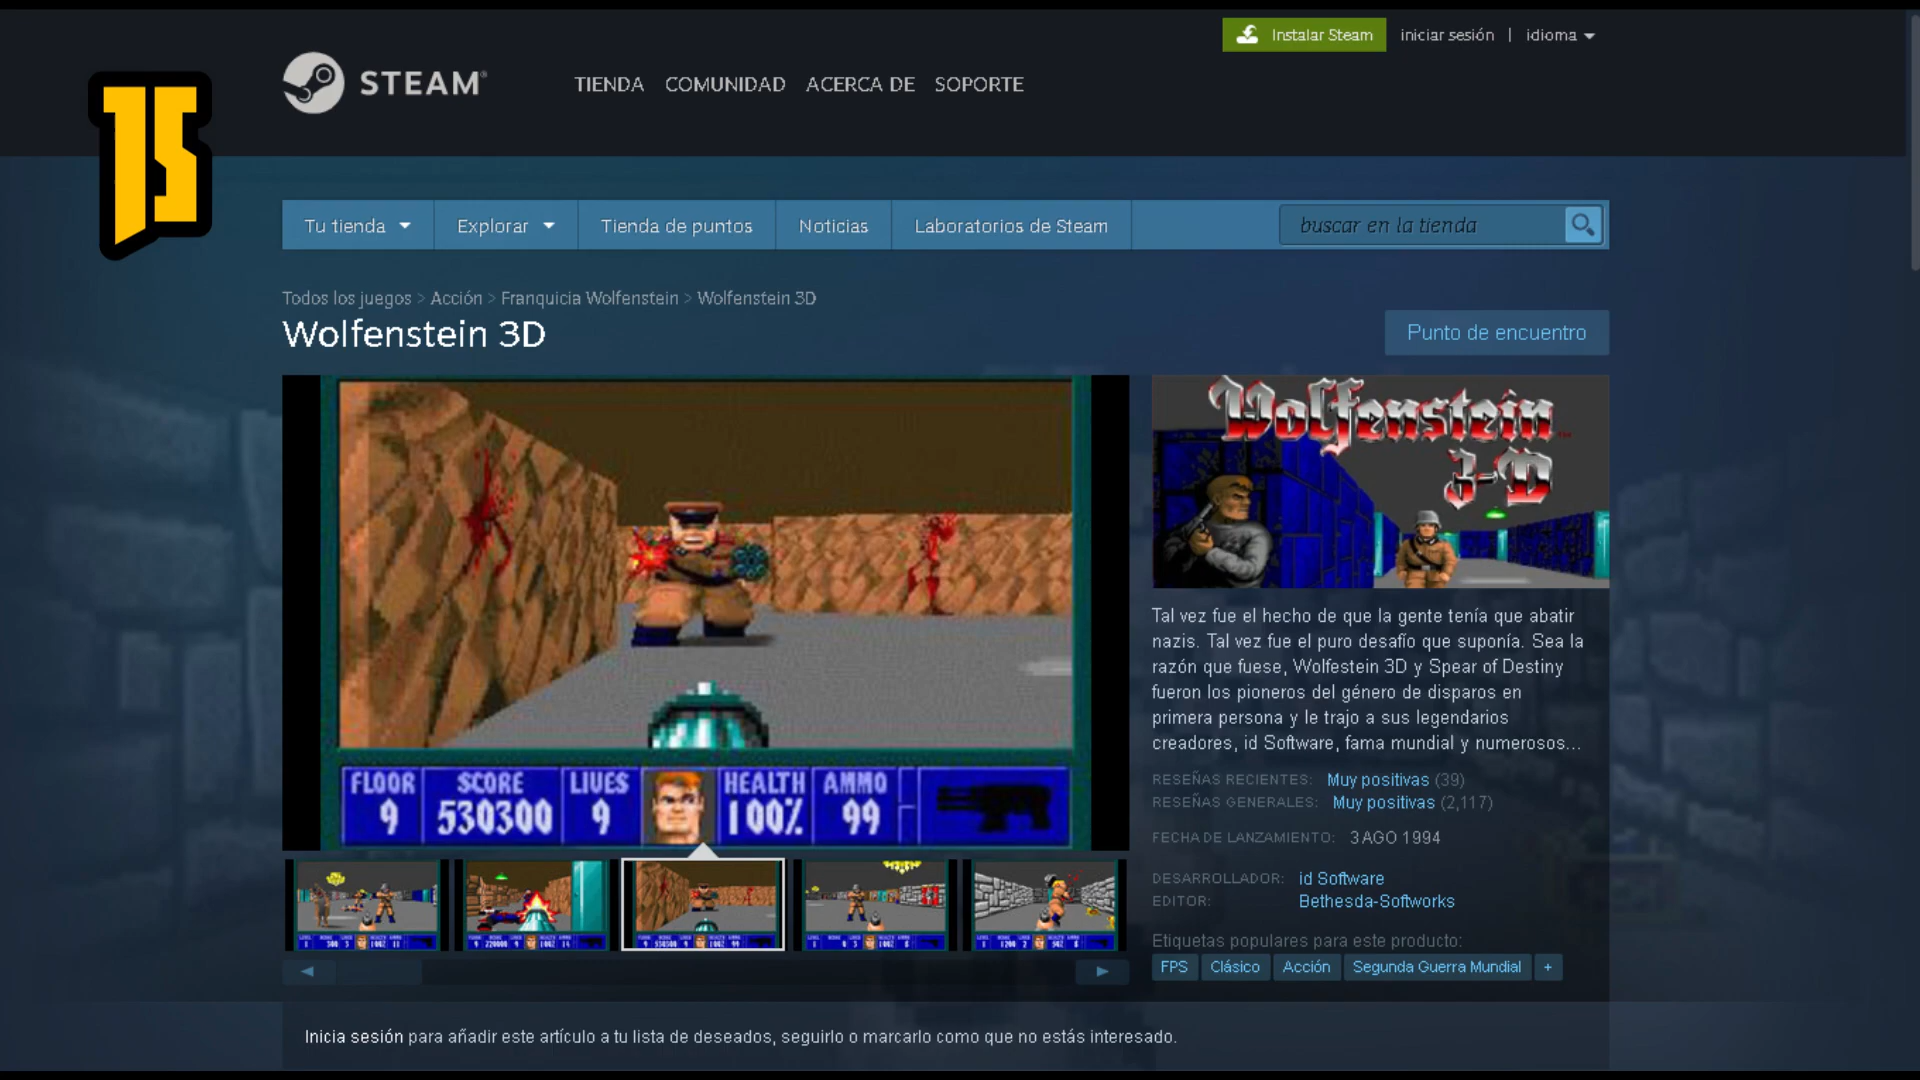 Instalar Steam
iniciar sesión | idioma
15
STEAM®
TIENDA COMUNIDAD ACERCA DE SOPORTE
Tu tienda Explorar Tienda de puntos Noticias Laboratorios de Steam buscar en la tienda
Todos los juegos > Acción > Franquicia Wolfenstein > Wolfenstein 3D
Wolfenstein 3D
Punto de encuentro
FLOOR SCORE LIVES HEALTH AMMO
9 530300 9 100% 99
Wolfenstein
3-D
Tal vez fue el hecho de que la gente tenía que abatir
nazis. Tal vez fue el puro desafío que suponía. Sea la
razón que fuese, Wolfestein 3D y Spear of Destiny
fueron los pioneros del género de disparos en
primera persona y le trajo a sus legendarios
creadores, id Software, fama mundial y numerosos...
RESEÑAS RECIENTES: Muy positivas (39)
RESEÑAS GENERALES: Muy positivas (2,117)
FECHA DE LANZAMIENTO: 3 AGO 1994
DESARROLLADOR: id Software
EDITOR: Bethesda-Softworks
Etiquetas populares para este producto:
FPS Clásico Acción Segunda Guerra Mundial +
Inicia sesión para añadir este artículo a tu lista de deseados, seguirlo o marcarlo como que no estás interesado.